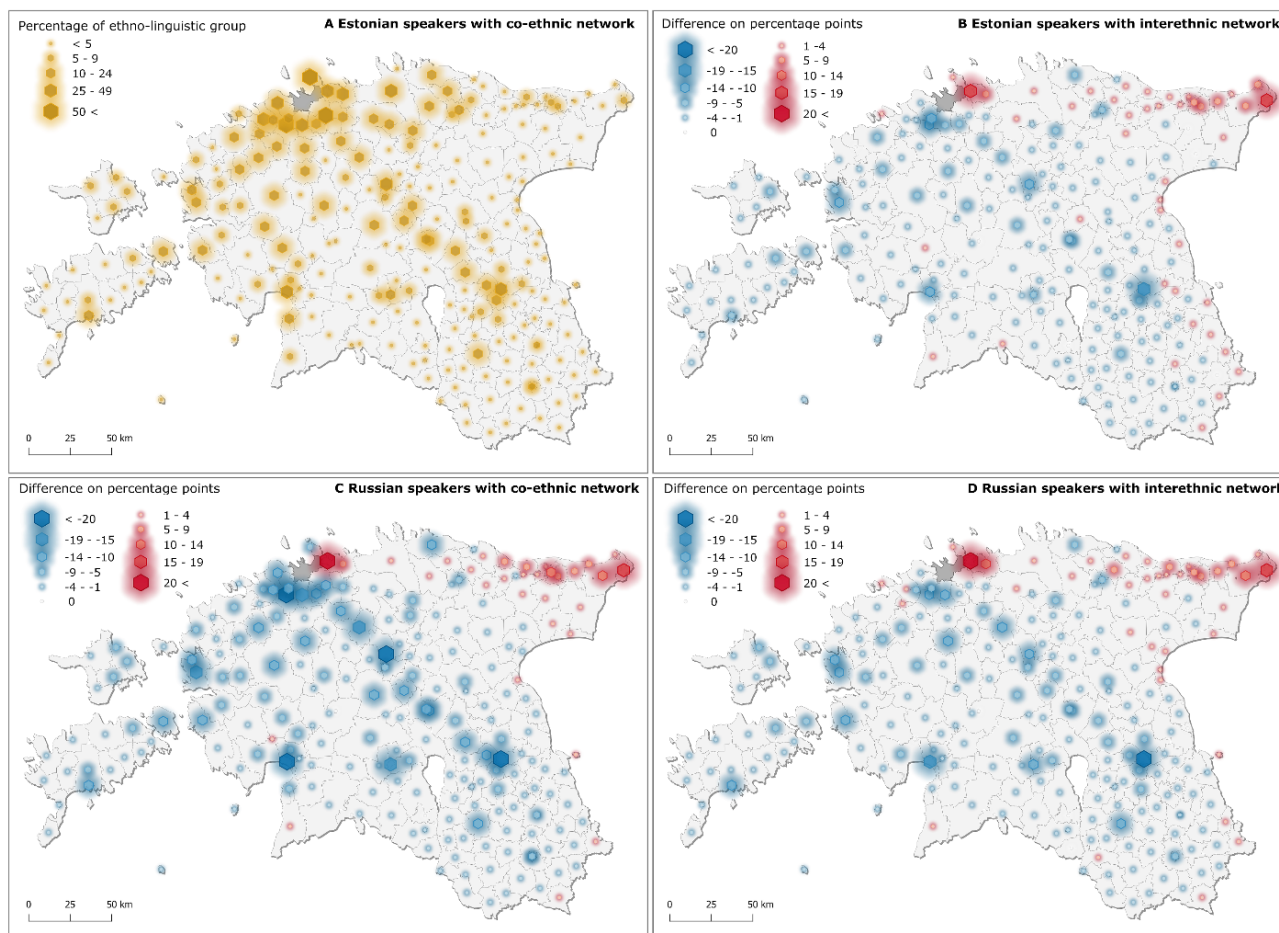 Percentage of ethno-linguistic group
A Estonian speakers with co-ethnic network
< 5
5 - 9
10 - 24
25 - 49
50 <
0 25 50 km
Difference on percentage points
B Estonian speakers with interethnic network
< -20
-19 - -15
-14 - -10
-9 - -5
-4 - -1
0
1 - 4
5 - 9
10 - 14
15 - 19
20 <
0 25 50 km
Difference on percentage points
C Russian speakers with co-ethnic network
< -20
-19 - -15
-14 - -10
-9 - -5
-4 - -1
0
1 - 4
5 - 9
10 - 14
15 - 19
20 <
0 25 50 km
Difference on percentage points
D Russian speakers with interethnic network
< -20
-19 - -15
-14 - -10
-9 - -5
-4 - -1
0
1 - 4
5 - 9
10 - 14
15 - 19
20 <
0 25 50 km